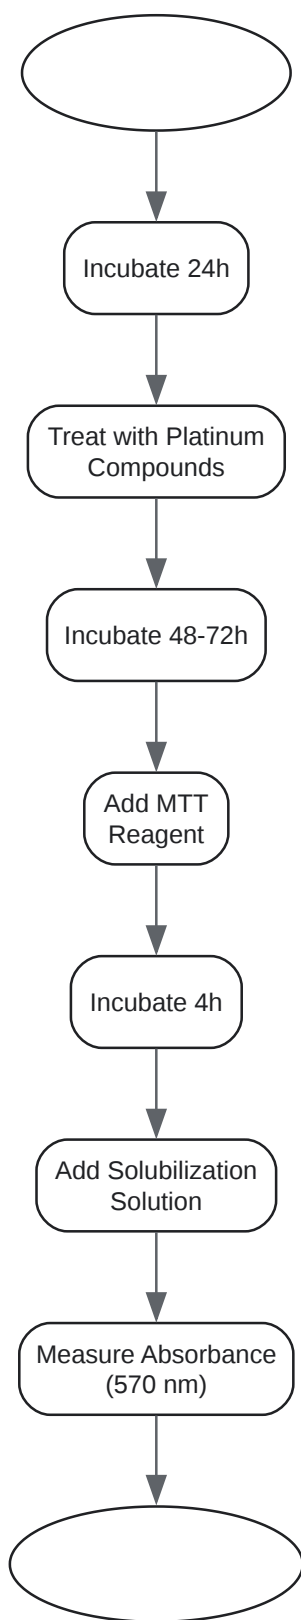 Incubate 24h
Treat with Platinum
Compounds
Incubate 48-72h
Add MTT
Reagent
Incubate 4h
Add Solubilization
Solution
Measure Absorbance
(570 nm)